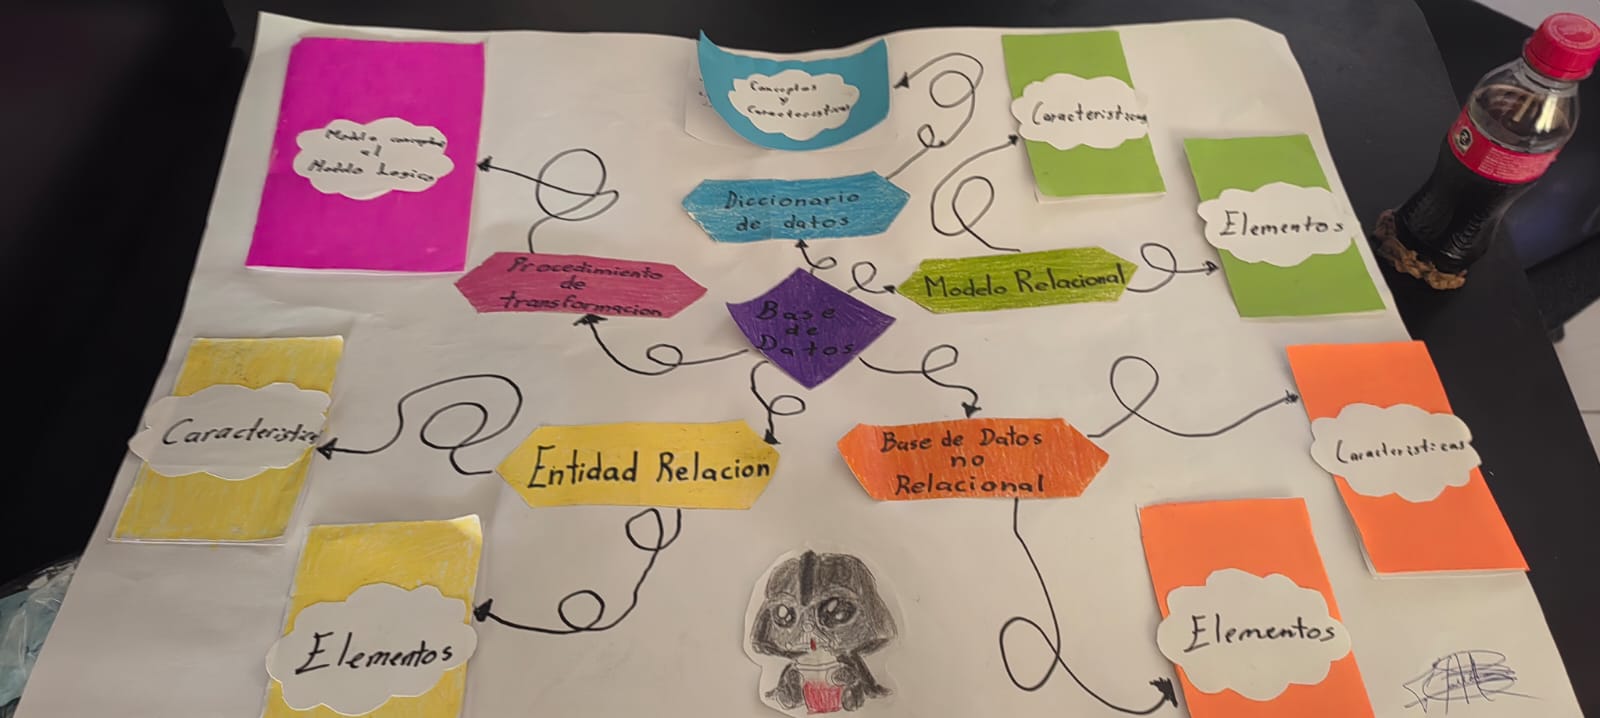 Conceptos
y
Caracteristicas
Caracteristicas
Modelo conceptual
al
Modelo Logico
Diccionario
de datos
Elementos
Procedimiento
de
transformacion
Modelo Relacional
Base
de
Datos
Caracteristica
Entidad Relacion
Base de Datos
no
Relacional
Caracteristicas
Elementos
Elementos